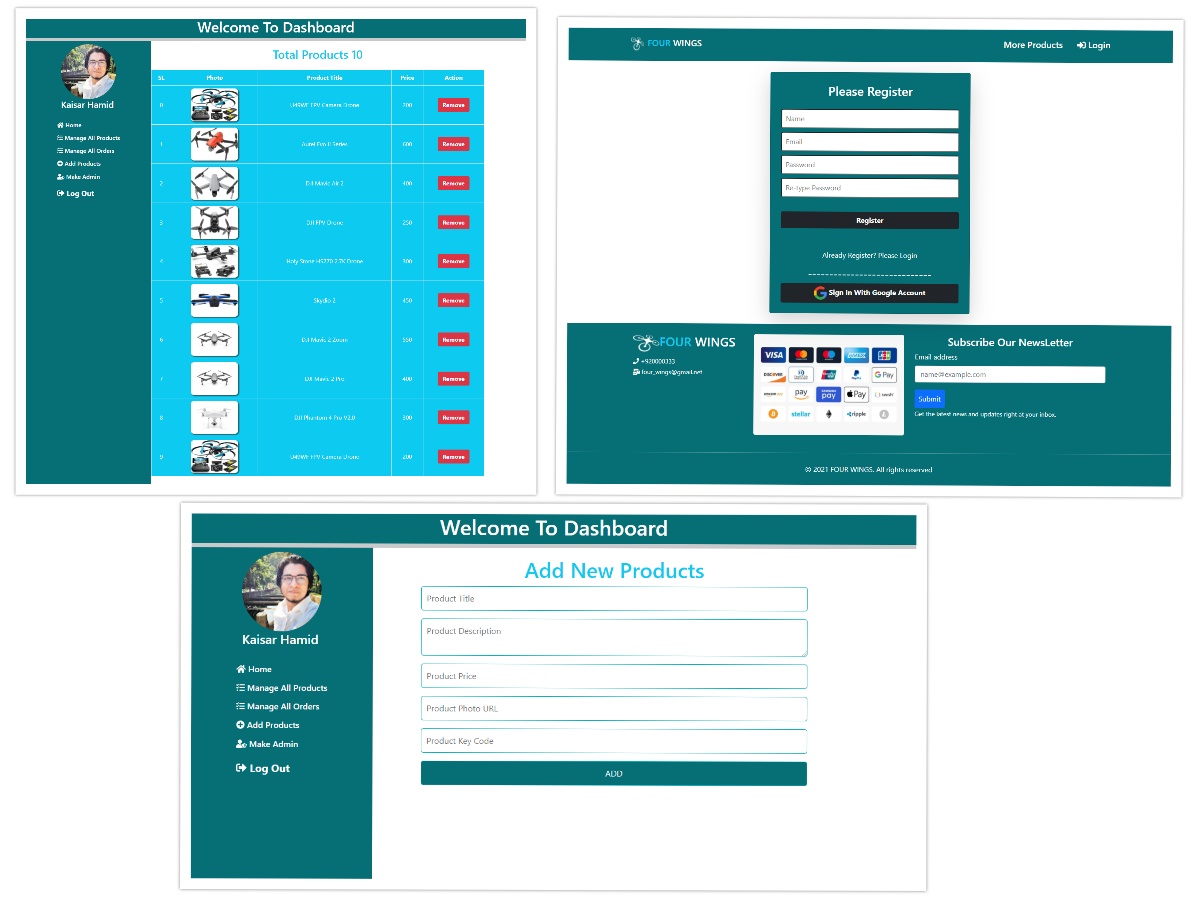 Welcome To Dashboard
Kaisar Hamid
Home
Manage All Products
Manage All Orders
Add Products
Make Admin
Log Out
Total Products 10
SL Photo Product Title Price Action
0 U49WF FPV Camera Drone 200 Remove
1 Autel Evo II Series 600 Remove
2 DJI Mavic Air 2 400 Remove
3 DJI FPV Drone 250 Remove
4 Holy Stone HS720 2.7K Drone 300 Remove
5 Skydio 2 450 Remove
6 DJI Mavic 2 Zoom 550 Remove
7 DJI Mavic 2 Pro 400 Remove
8 DJI Phantom 4 Pro V2.0 300 Remove
9 U49WF FPV Camera Drone 200 Remove
FOUR WINGS
More Products Login
Please Register
Name
Email
Password
Re-type Password
Register
Already Register? Please Login
Sign In With Google Account
FOUR WINGS
+920000333
four_wings@gmail.net
VISA
DISCOVER
G Pay
pay
pay
Pay
stellar
ripple
Subscribe Our NewsLetter
Email address
name@example.com
Submit
Get the latest news and updates right at your inbox.
© 2021 FOUR WINGS. All rights reserved
Welcome To Dashboard
Kaisar Hamid
Home
Manage All Products
Manage All Orders
Add Products
Make Admin
Log Out
Add New Products
Product Title
Product Description
Product Price
Product Photo URL
Product Key Code
ADD